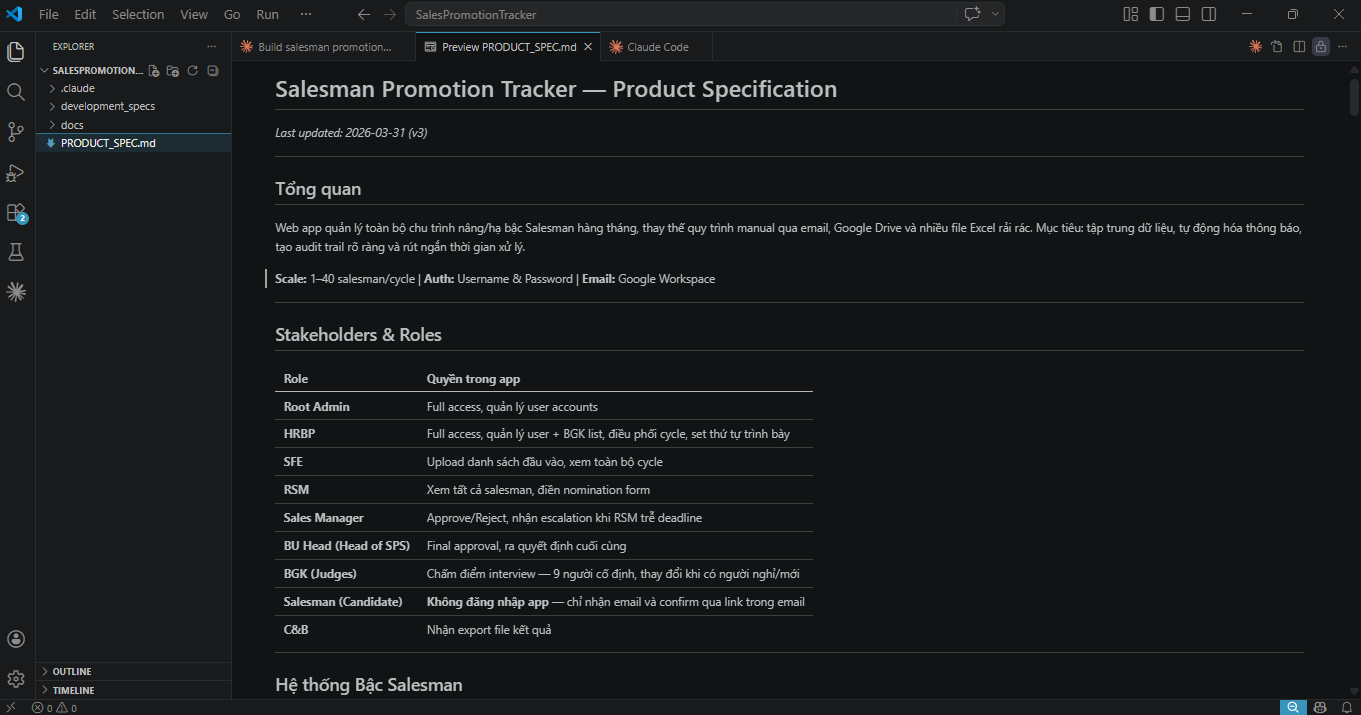 File Edit Selection View Go Run ··· SalesPromotionTracker
EXPLORER ···
Build salesman promotion...
Preview PRODUCT_SPEC.md
Claude Code
SALESPROMOTION...
.claude
development_specs
docs
PRODUCT_SPEC.md
2
OUTLINE
TIMELINE
Salesman Promotion Tracker — Product Specification
Last updated: 2026-03-31 (v3)
Tổng quan
Web app quản lý toàn bộ chu trình nâng/hạ bậc Salesman hàng tháng, thay thế quy trình manual qua email, Google Drive và nhiều file Excel rải rác. Mục tiêu: tập trung dữ liệu, tự động hóa thông báo,
tạo audit trail rõ ràng và rút ngắn thời gian xử lý.
Scale: 1–40 salesman/cycle | Auth: Username & Password | Email: Google Workspace
Stakeholders & Roles
Role Quyền trong app
Root Admin Full access, quản lý user accounts
HRBP Full access, quản lý user + BGK list, điều phối cycle, set thứ tự trình bày
SFE Upload danh sách đầu vào, xem toàn bộ cycle
RSM Xem tất cả salesman, điền nomination form
Sales Manager Approve/Reject, nhận escalation khi RSM trễ deadline
BU Head (Head of SPS) Final approval, ra quyết định cuối cùng
BGK (Judges) Chấm điểm interview — 9 người cố định, thay đổi khi có người nghỉ/mới
Salesman (Candidate) Không đăng nhập app — chỉ nhận email và confirm qua link trong email
C&B Nhận export file kết quả
Hệ thống Bậc Salesman
0 0